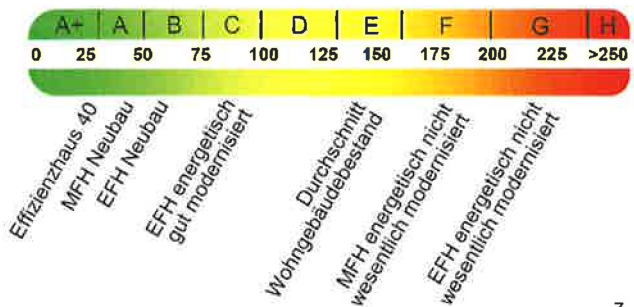 A+ A B C D E F G H
0 25 50 75 100 125 150 175 200 225 >250
Effizienzhaus 40
MFH Neubau
EFH Neubau
EFH energetisch
gut modernisiert
Durchschnitt
Wohngebäudebestand
MFH energetisch nicht
wesentlich modernisiert
EFH energetisch nicht
wesentlich modernisiert